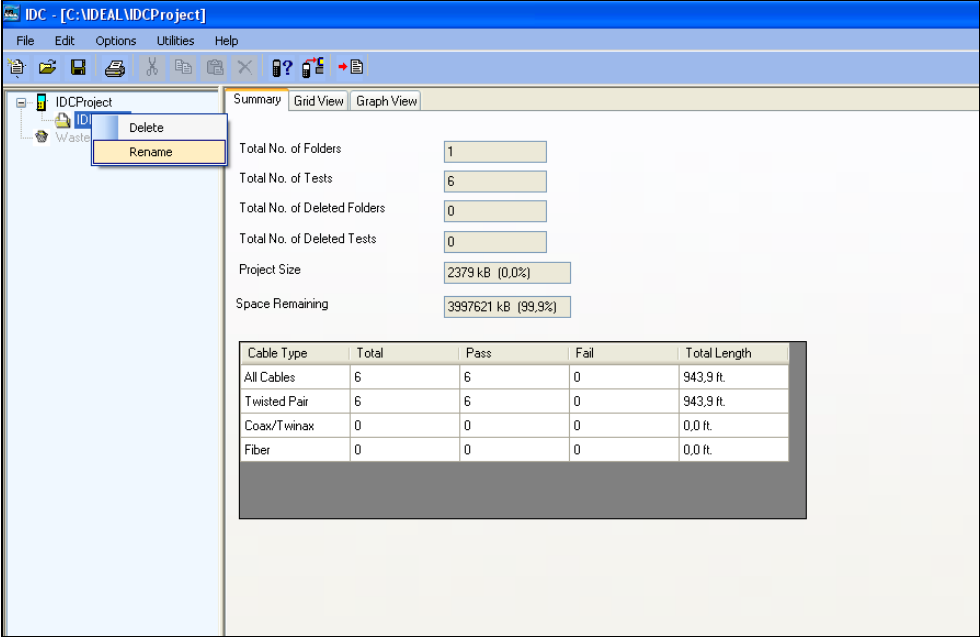 IDC - [C:\IDEAL\IDCProject]
File Edit Options Utilities Help
IDCProject
Delete
Rename
Summary Grid View Graph View
Total No. of Folders 1
Total No. of Tests 6
Total No. of Deleted Folders 0
Total No. of Deleted Tests 0
Project Size 2379 kB (0,0%)
Space Remaining 3997621 kB (99,9%)
Cable Type Total Pass Fail Total Length
All Cables 6 6 0 943,9 ft.
Twisted Pair 6 6 0 943,9 ft.
Coax/Twinax 0 0 0 0,0 ft.
Fiber 0 0 0 0,0 ft.